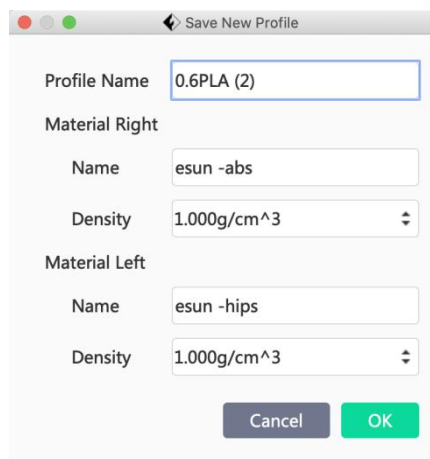 Save New Profile
Profile Name 0.6PLA (2)
Material Right
Name esun -abs
Density 1.000g/cm^3
Material Left
Name esun -hips
Density 1.000g/cm^3
Cancel OK